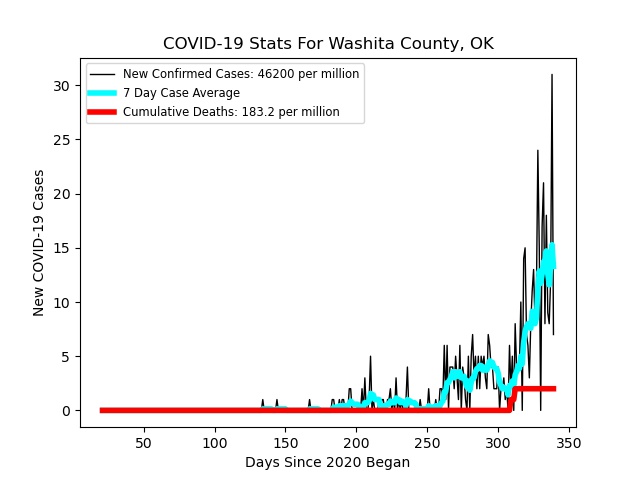 COVID-19 Stats For Washita County, OK
New Confirmed Cases: 46200 per million
7 Day Case Average
Cumulative Deaths: 183.2 per million
New COVID-19 Cases
30
25
20
15
10
5
0
50 100 150 200 250 300 350
Days Since 2020 Began